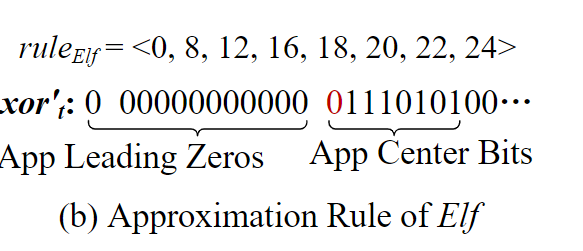 rule_Elf = <0, 8, 12, 16, 18, 20, 22, 24>
xor'_t: 0 00000000000 0111010100···
App Leading Zeros App Center Bits
(b) Approximation Rule of Elf